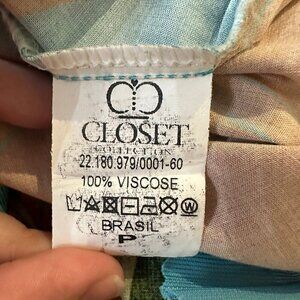 CLOSET
COLLECTION
22.180.979/0001-60
100% VISCOSE
BRASIL
P